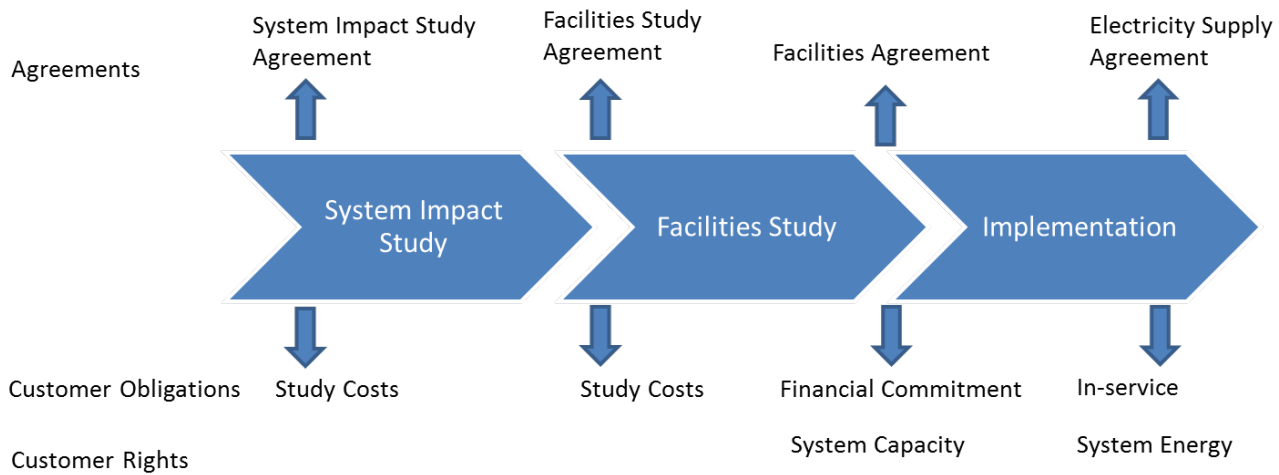 System Impact Study
Agreement
Facilities Study
Agreement
Facilities Agreement
Electricity Supply
Agreement
Agreements
System Impact
Study
Facilities Study
Implementation
Customer Obligations
Study Costs
Study Costs
Financial Commitment
In-service
Customer Rights
System Capacity
System Energy